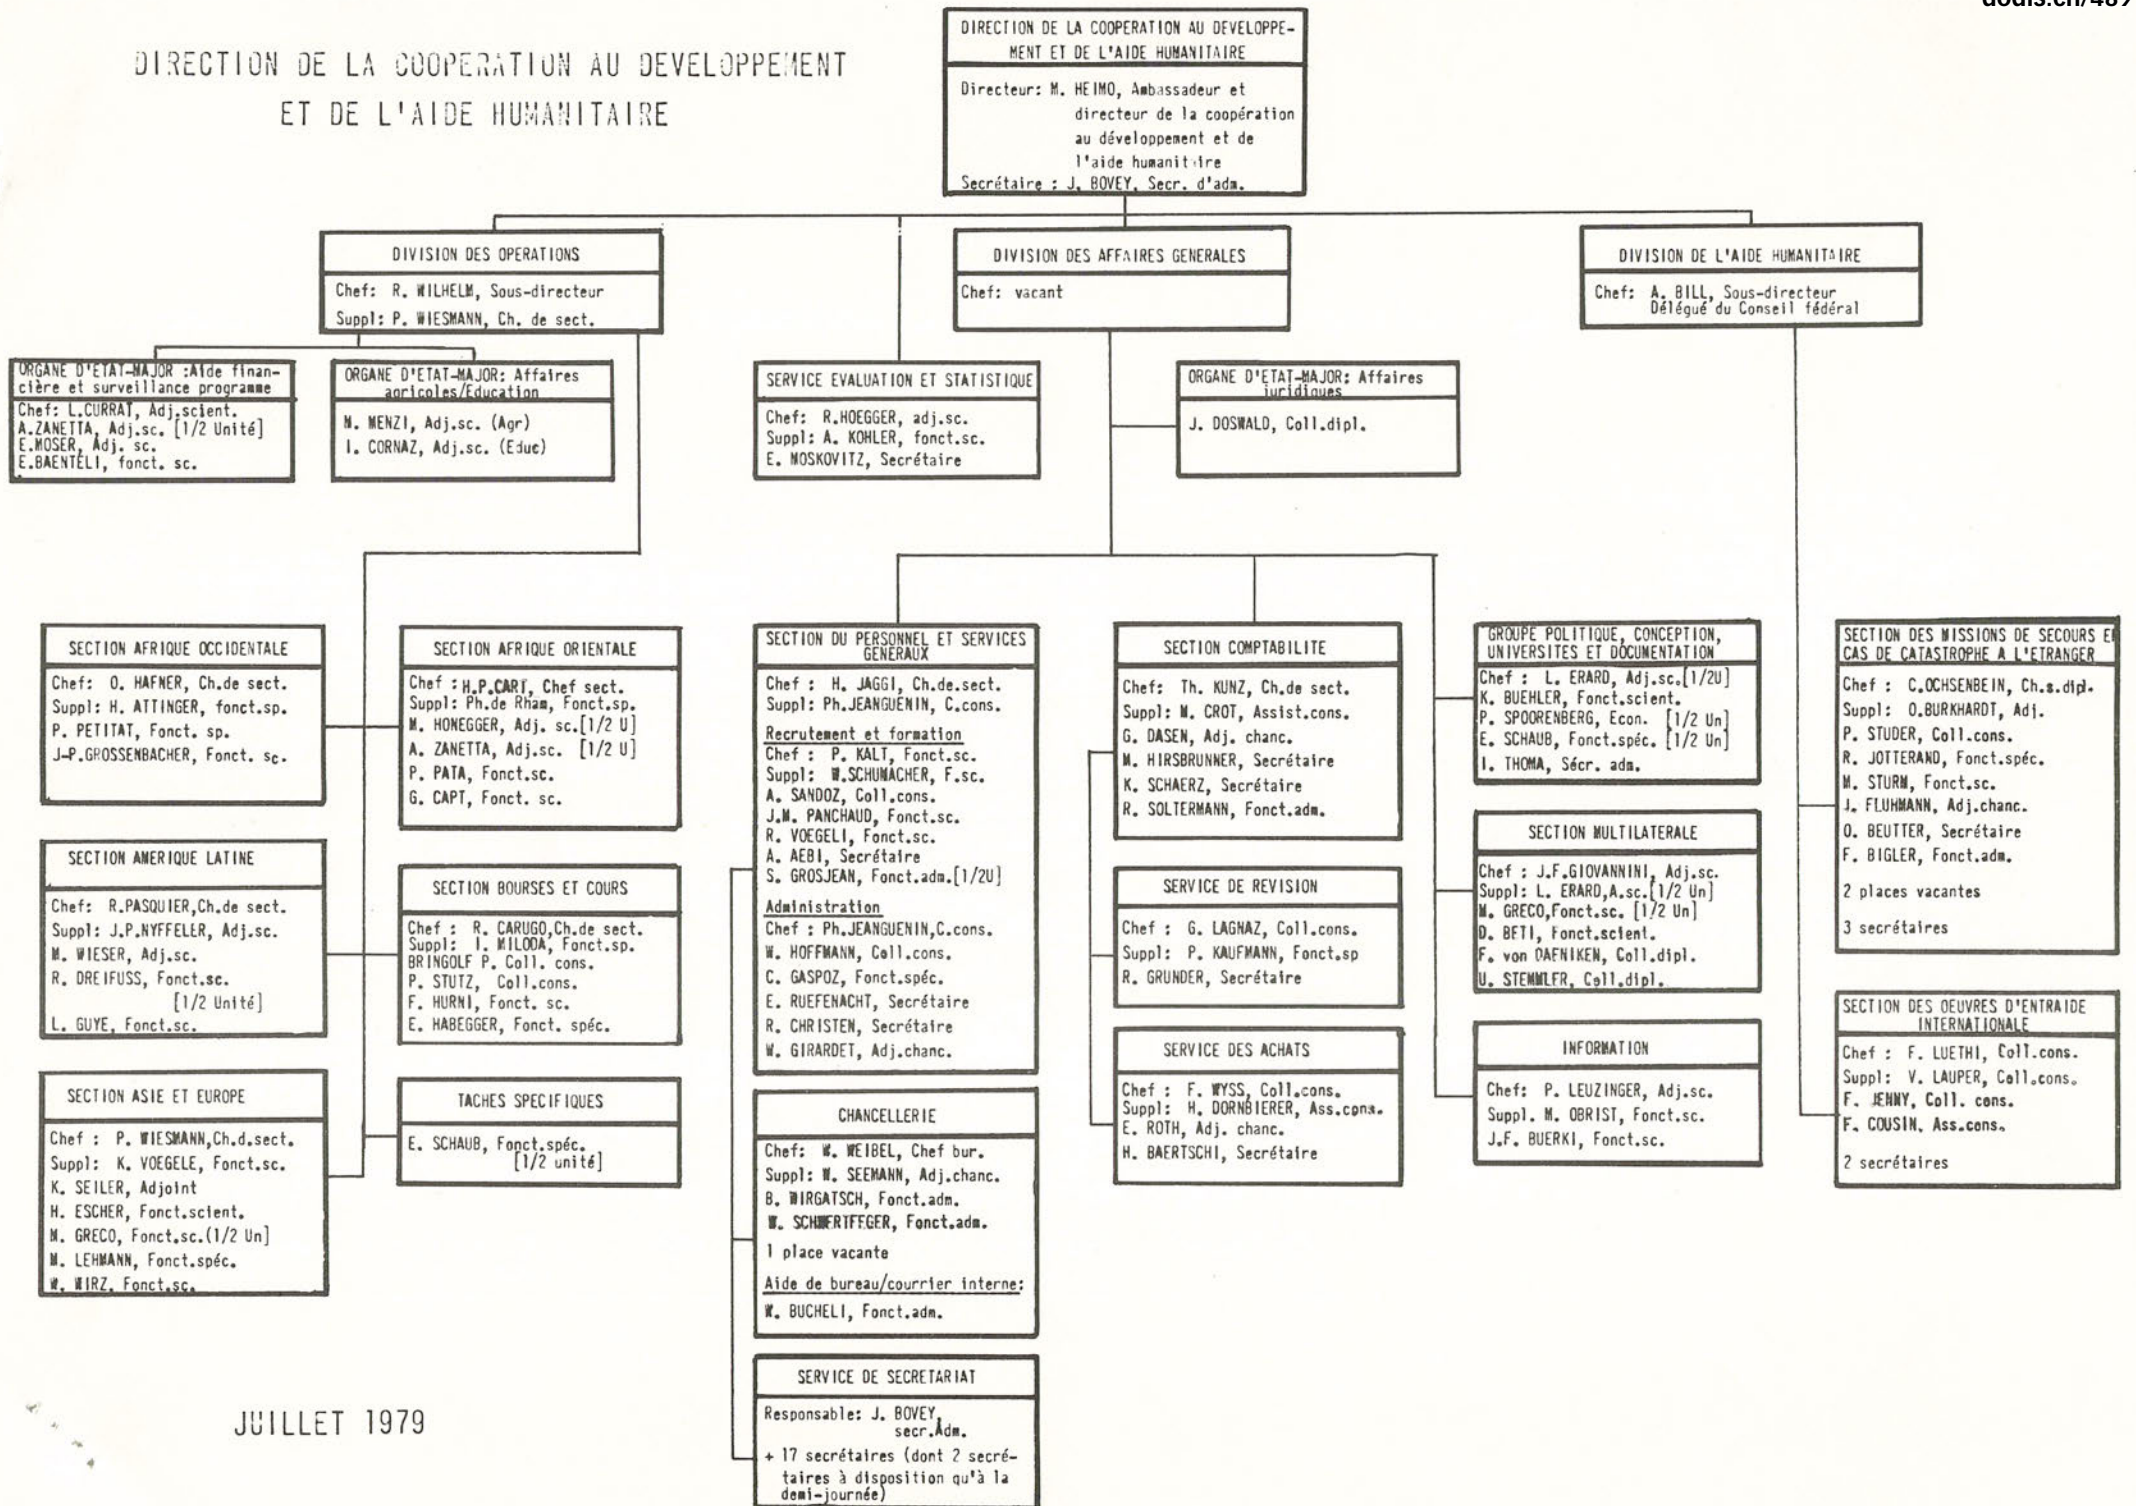 DIRECTION DE LA COOPERATION AU DEVELOPPEMENT
ET DE L'AIDE HUMANITAIRE
DIRECTION DE LA COOPERATION AU DEVELOPPE-
MENT ET DE L'AIDE HUMANITAIRE
Directeur: M. HEIMO, Ambassadeur et
directeur de la coopération
au développement et de
l'aide humanitaire
Secrétaire : J. BOVEY, Secr. d'adm.
DIVISION DES OPERATIONS
Chef: R. WILHELM, Sous-directeur
Suppl: P. WIESMANN, Ch. de sect.
DIVISION DES AFFAIRES GENERALES
Chef: vacant
DIVISION DE L'AIDE HUMANITAIRE
Chef: A. BILL, Sous-directeur
Délégué du Conseil fédéral
ORGANE D'ETAT-MAJOR :Aide finan-
cière et surveillance programme
Chef: L.CURRAT, Adj.scient.
A.ZANETTA, Adj.sc. [1/2 Unité]
E.MOSER, Adj. sc.
E.BAENTELI, fonct. sc.
ORGANE D'ETAT-MAJOR: Affaires
agricoles/Education
M. MENZI, Adj.sc. (Agr)
I. CORNAZ, Adj.sc. (Educ)
SERVICE EVALUATION ET STATISTIQUE
Chef: R.HOEGGER, adj.sc.
Suppl: A. KOHLER, fonct.sc.
E. MOSKOVITZ, Secrétaire
ORGANE D'ETAT-MAJOR: Affaires
juridiques
J. DOSWALD, Coll.dipl.
SECTION AFRIQUE OCCIDENTALE
Chef: O. HAFNER, Ch.de sect.
Suppl: H. ATTINGER, fonct.sp.
P. PETITAT, Fonct. sp.
J-P.GROSSENBACHER, Fonct. sc.
SECTION AFRIQUE ORIENTALE
Chef : H.P.CART, Chef sect.
Suppl: Ph.de Rham, Fonct.sp.
M. HONEGGER, Adj. sc.[1/2 U]
A. ZANETTA, Adj.sc. [1/2 U]
P. PATA, Fonct.sc.
G. CAPT, Fonct. sc.
SECTION AMERIQUE LATINE
Chef: R.PASQUIER,Ch.de sect.
Suppl: J.P.NYFFELER, Adj.sc.
M. WIESER, Adj.sc.
R. DREIFUSS, Fonct.sc.
[1/2 Unité]
L. GUYE, Fonct.sc.
SECTION BOURSES ET COURS
Chef : R. CARUGO,Ch.de sect.
Suppl: I. MILODA, Fonct.sp.
BRINGOLF P. Coll. cons.
P. STUTZ, Coll.cons.
F. HURNI, Fonct. sc.
E. HABEGGER, Fonct. spéc.
SECTION ASIE ET EUROPE
Chef : P. WIESMANN,Ch.d.sect.
Suppl: K. VOEGELE, Fonct.sc.
K. SEILER, Adjoint
H. ESCHER, Fonct.scient.
M. GRECO, Fonct.sc.(1/2 Un]
M. LEHMANN, Fonct.spéc.
W. WIRZ, Fonct.sc.
TACHES SPECIFIQUES
E. SCHAUB, Fonct.spéc.
[1/2 unité]
SECTION DU PERSONNEL ET SERVICES
GENERAUX
Chef : H. JAGGI, Ch.de.sect.
Suppl: Ph.JEANGUENIN, C.cons.
Recrutement et formation
Chef : P. KALT, Fonct.sc.
Suppl: W.SCHUMACHER, F.sc.
A. SANDOZ, Coll.cons.
J.M. PANCHAUD, Fonct.sc.
R. VOEGELI, Fonct.sc.
A. AEBI, Secrétaire
S. GROSJEAN, Fonct.adm.[1/2U]
Administration
Chef : Ph.JEANGUENIN,C.cons.
W. HOFFMANN, Coll.cons.
C. GASPOZ, Fonct.spéc.
E. RUEFENACHT, Secrétaire
R. CHRISTEN, Secrétaire
W. GIRARDET, Adj.chanc.
CHANCELLERIE
Chef: W. WEIBEL, Chef bur.
Suppl: W. SEEMANN, Adj.chanc.
B. WIRGATSCH, Fonct.adm.
W. SCHWERTFEGER, Fonct.adm.
1 place vacante
Aide de bureau/courrier interne:
W. BUCHELI, Fonct.adm.
SERVICE DE SECRETARIAT
Responsable: J. BOVEY,
secr.Adm.
+ 17 secrétaires (dont 2 secré-
taires à disposition qu'à la
demi-journée)
SECTION COMPTABILITE
Chef: Th. KUNZ, Ch.de sect.
Suppl: M. CROT, Assist.cons.
G. DASEN, Adj. chanc.
M. HIRSBRUNNER, Secrétaire
K. SCHAERZ, Secrétaire
R. SOLTERMANN, Fonct.adm.
SERVICE DE REVISION
Chef : G. LAGNAZ, Coll.cons.
Suppl: P. KAUFMANN, Fonct.sp
R. GRUNDER, Secrétaire
SERVICE DES ACHATS
Chef : F. WYSS, Coll.cons.
Suppl: H. DORNBIERER, Ass.cons.
E. ROTH, Adj. chanc.
H. BAERTSCHI, Secrétaire
GROUPE POLITIQUE, CONCEPTION,
UNIVERSITES ET DOCUMENTATION
Chef : L. ERARD, Adj.sc.[1/2U]
K. BUEHLER, Fonct.scient.
P. SPOORENBERG, Econ. [1/2 Un]
E. SCHAUB, Fonct.spéc. [1/2 Un]
I. THOMA, Sécr. adm.
SECTION MULTILATERALE
Chef : J.F.GIOVANNINI, Adj.sc.
Suppl: L. ERARD,A.sc.[1/2 Un]
M. GRECO,Fonct.sc. [1/2 Un]
D. BETI, Fonct.scient.
F. von DAENIKEN, Coll.dipl.
U. STEMMLER, Coll.dipl.
INFORMATION
Chef: P. LEUZINGER, Adj.sc.
Suppl. M. OBRIST, Fonct.sc.
J.F. BUERKI, Fonct.sc.
SECTION DES MISSIONS DE SECOURS EN
CAS DE CATASTROPHE A L'ETRANGER
Chef : C.OCHSENBEIN, Ch.s.dipl.
Suppl: O.BURKHARDT, Adj.
P. STUDER, Coll.cons.
R. JOTTERAND, Fonct.spéc.
M. STURM, Fonct.sc.
J. FLUHMANN, Adj.chanc.
O. BEUTTER, Secrétaire
F. BIGLER, Fonct.adm.
2 places vacantes
3 secrétaires
SECTION DES OEUVRES D'ENTRAIDE
INTERNATIONALE
Chef : F. LUETHI, Coll.cons.
Suppl: V. LAUPER, Coll.cons.
F. JENNY, Coll. cons.
F. COUSIN, Ass.cons.
2 secrétaires
JUILLET 1979